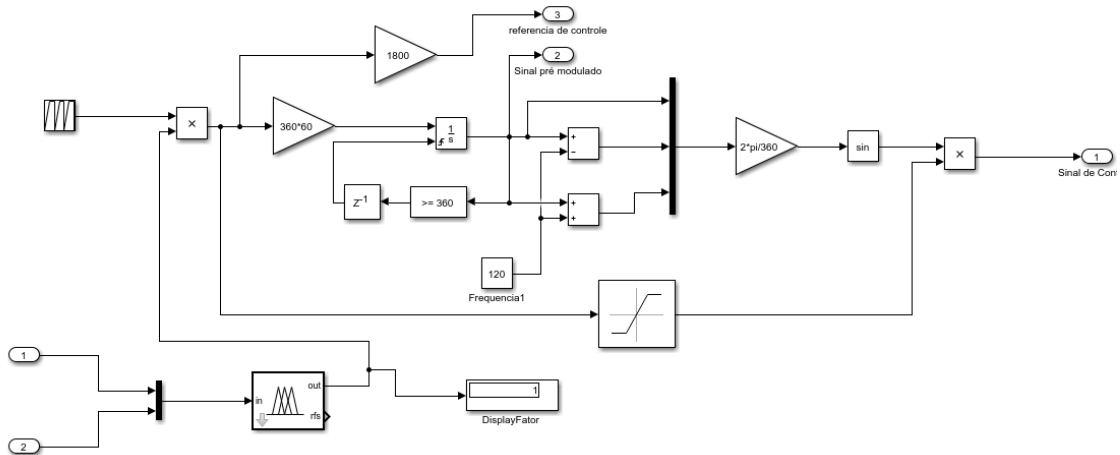 3
referencia de controle
1800
2
Sinal pré modulado
×
360*60
1
s
+
−
2*pi/360
sin
×
1
Sinal de Cont
Z-1
>= 360
+
+
120
Frequencia1
1
in
out
rfs
1
DisplayFator
2